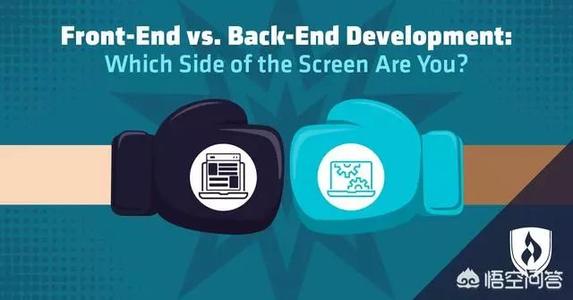 Front-End vs. Back-End Development:
Which Side of the Screen Are You?
悟空问答